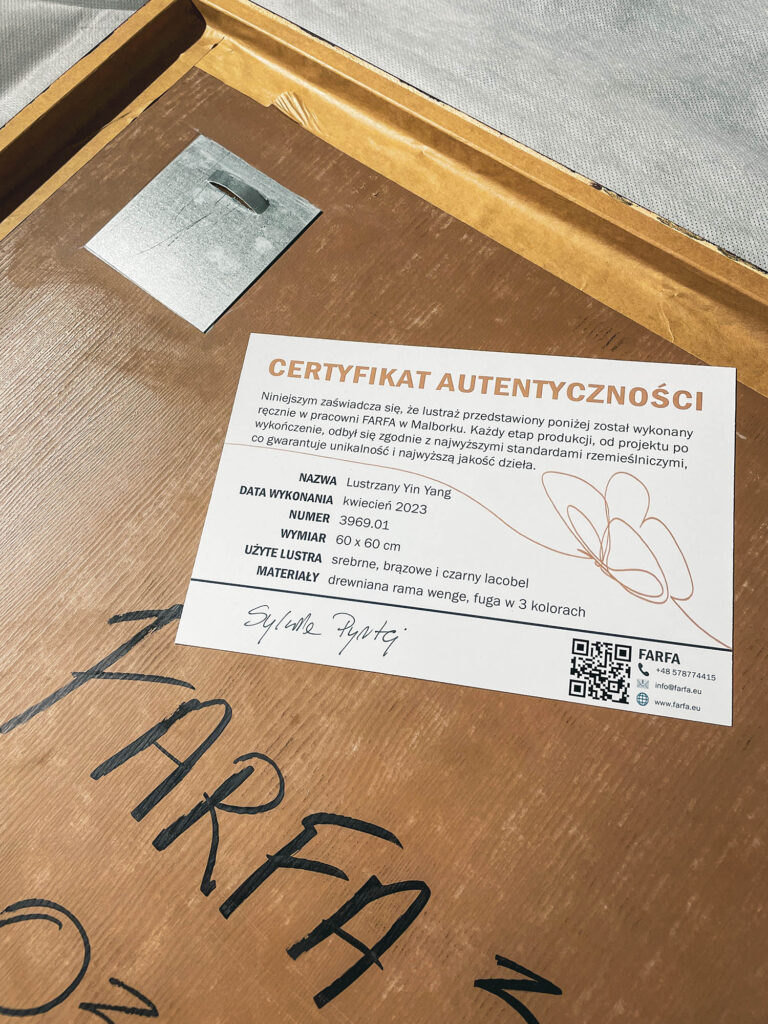 CERTYFIKAT AUTENTYCZNOŚCI
Niniejszym zaświadcza się, że lustraż przedstawiony poniżej został wykonany
ręcznie w pracowni FARFA w Malborku. Każdy etap produkcji, od projektu po
wykończenie, odbył się zgodnie z najwyższymi standardami rzemieślniczymi,
co gwarantuje unikalność i najwyższą jakość dzieła.
NAZWA Lustrzany Yin Yang
DATA WYKONANIA kwiecień 2023
NUMER 3969.01
WYMIAR 60 x 60 cm
UŻYTE LUSTRA srebrne, brązowe i czarny lacobel
MATERIAŁY drewniana rama wenge, fuga w 3 kolorach
FARFA
+48 578774415
info@farfa.eu
www.farfa.eu
FARFA